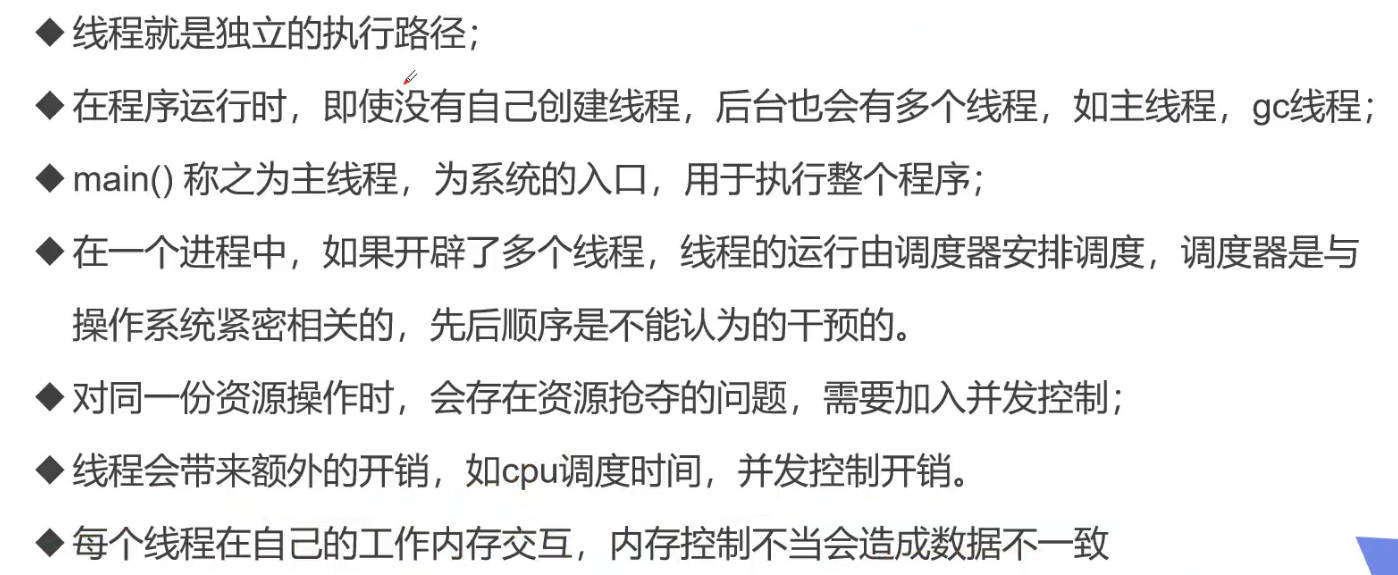 ◆线程就是独立的执行路径；
◆在程序运行时，即使没有自己创建线程，后台也会有多个线程，如主线程，gc线程；
◆main() 称之为主线程，为系统的入口，用于执行整个程序；
◆在一个进程中，如果开辟了多个线程，线程的运行由调度器安排调度，调度器是与
操作系统紧密相关的，先后顺序是不能认为的干预的。
◆对同一份资源操作时，会存在资源抢夺的问题，需要加入并发控制；
◆线程会带来额外的开销，如cpu调度时间，并发控制开销。
◆每个线程在自己的工作内存交互，内存控制不当会造成数据不一致